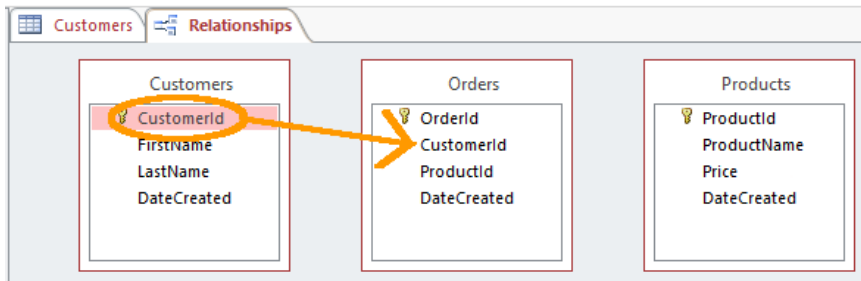 Customers
Relationships
Customers
CustomerId
FirstName
LastName
DateCreated
Orders
OrderId
CustomerId
ProductId
DateCreated
Products
ProductId
ProductName
Price
DateCreated